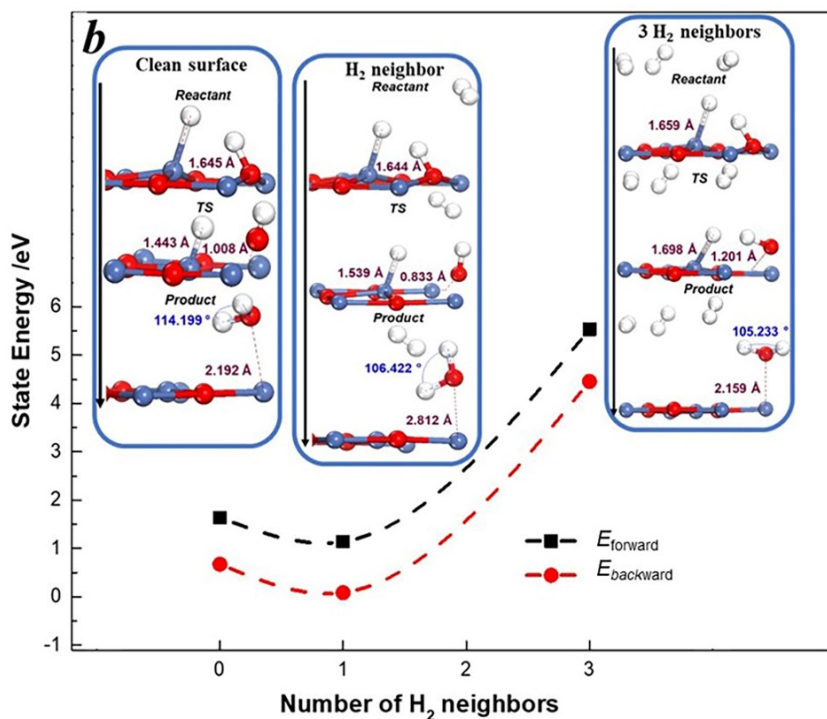 b
Clean surface
Reactant
1.645 Å
TS
1.443 Å
1.008 Å
Product
114.199 °
2.192 Å
H2 neighbor
Reactant
1.644 Å
TS
1.539 Å
0.833 Å
Product
106.422 °
2.812 Å
3 H2 neighbors
Reactant
1.659 Å
TS
1.698 Å
1.201 Å
Product
105.233 °
2.159 Å
State Energy /eV
6
5
4
3
2
1
0
-1
Eforward
Ebackward
0
1
2
3
Number of H2 neighbors